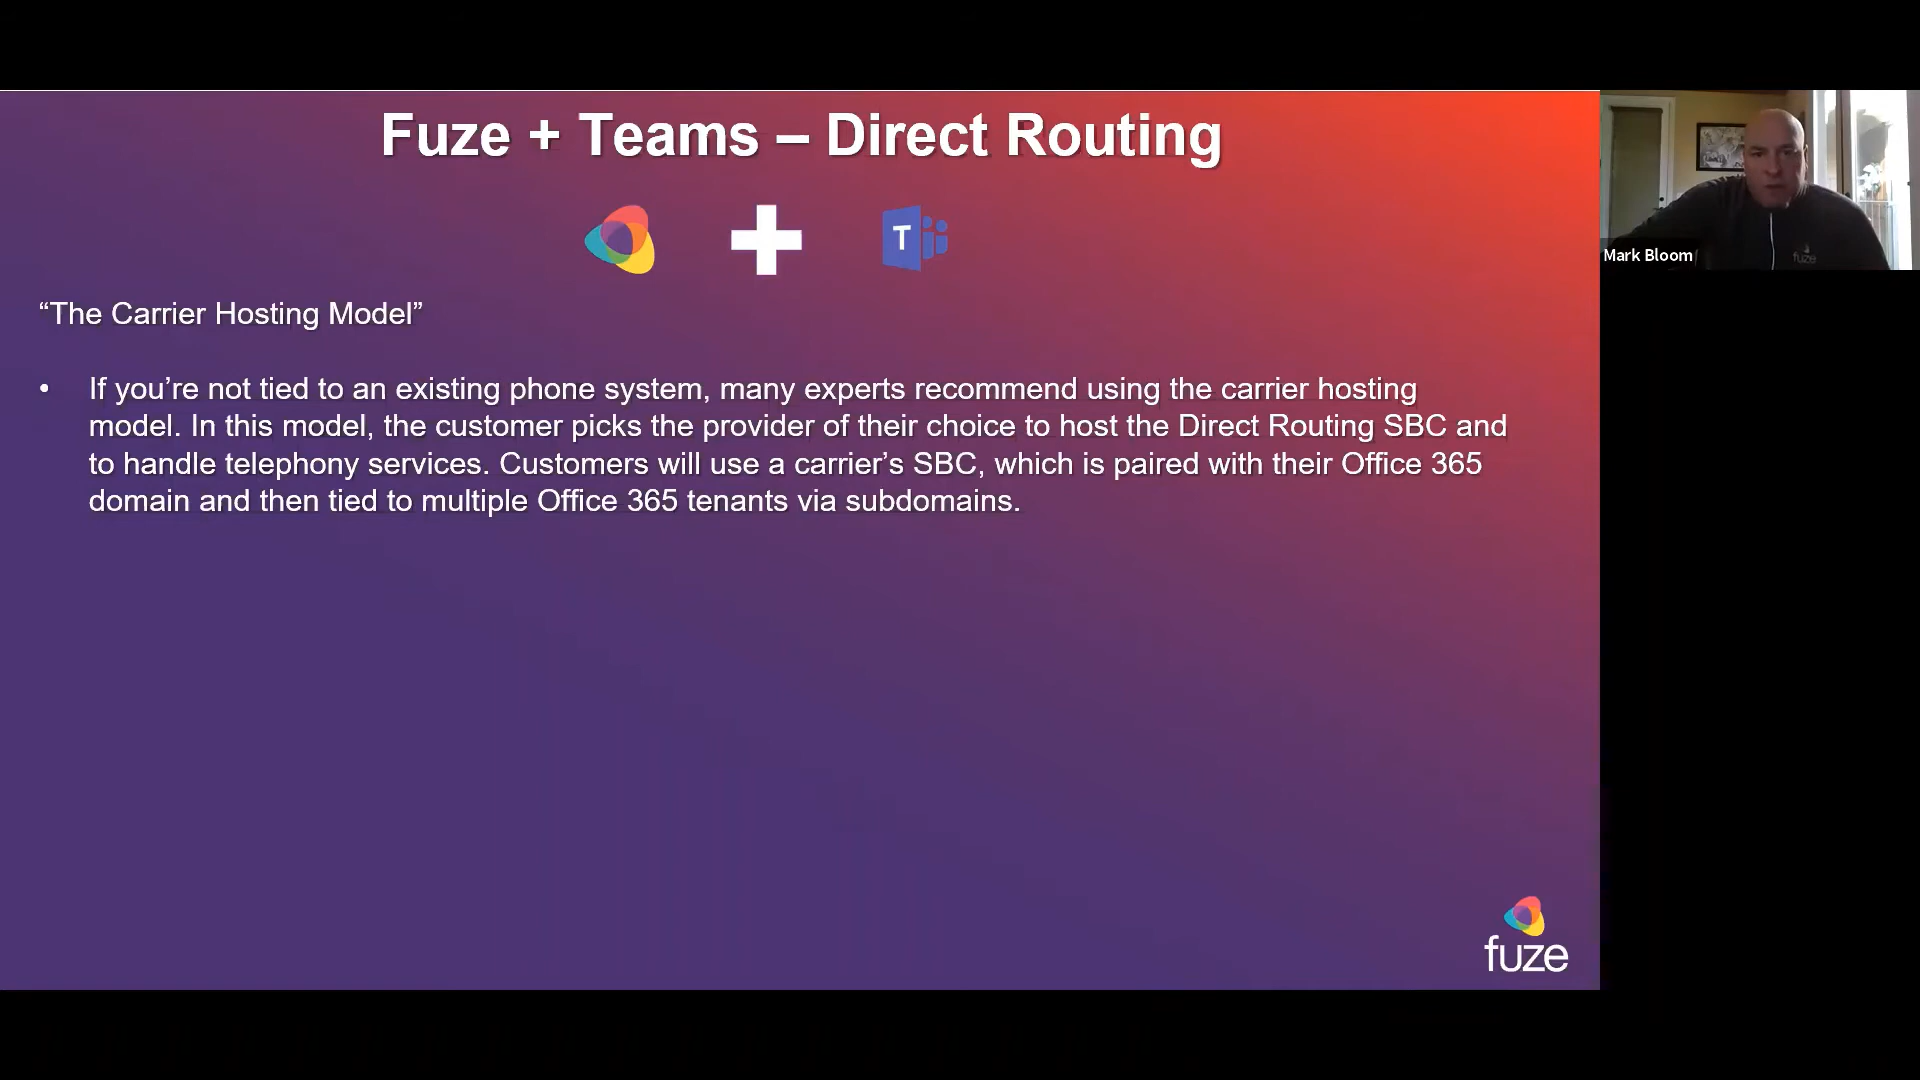 Fuze + Teams – Direct Routing
T
“The Carrier Hosting Model”
• If you’re not tied to an existing phone system, many experts recommend using the carrier hosting
model. In this model, the customer picks the provider of their choice to host the Direct Routing SBC and
to handle telephony services. Customers will use a carrier’s SBC, which is paired with their Office 365
domain and then tied to multiple Office 365 tenants via subdomains.
fuze
Mark Bloom
fuze